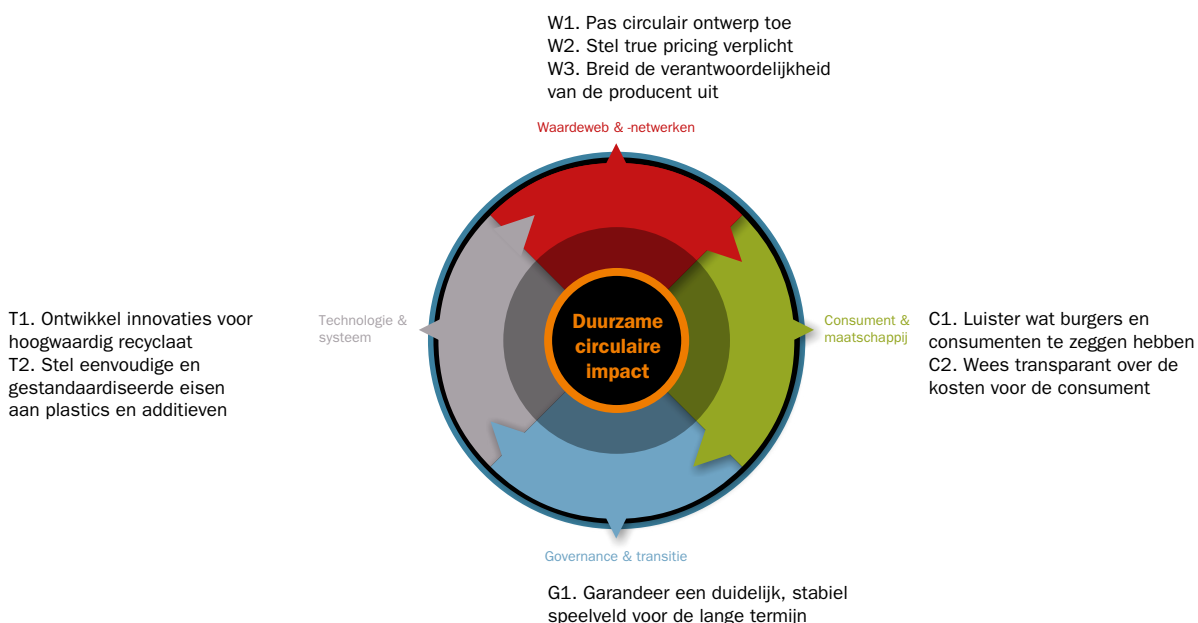 W1. Pas circulair ontwerp toe
W2. Stel true pricing verplicht
W3. Breid de verantwoordelijkheid
van de producent uit
Waardeweb & -netwerken
T1. Ontwikkel innovaties voor
hoogwaardig recyclaat
T2. Stel eenvoudige en
gestandaardiseerde eisen
aan plastics en additieven
Technologie &
systeem
Duurzame
circulaire
impact
Consument &
maatschappij
C1. Luister wat burgers en
consumenten te zeggen hebben
C2. Wees transparant over de
kosten voor de consument
Governance & transitie
G1. Garandeer een duidelijk, stabiel
speelveld voor de lange termijn